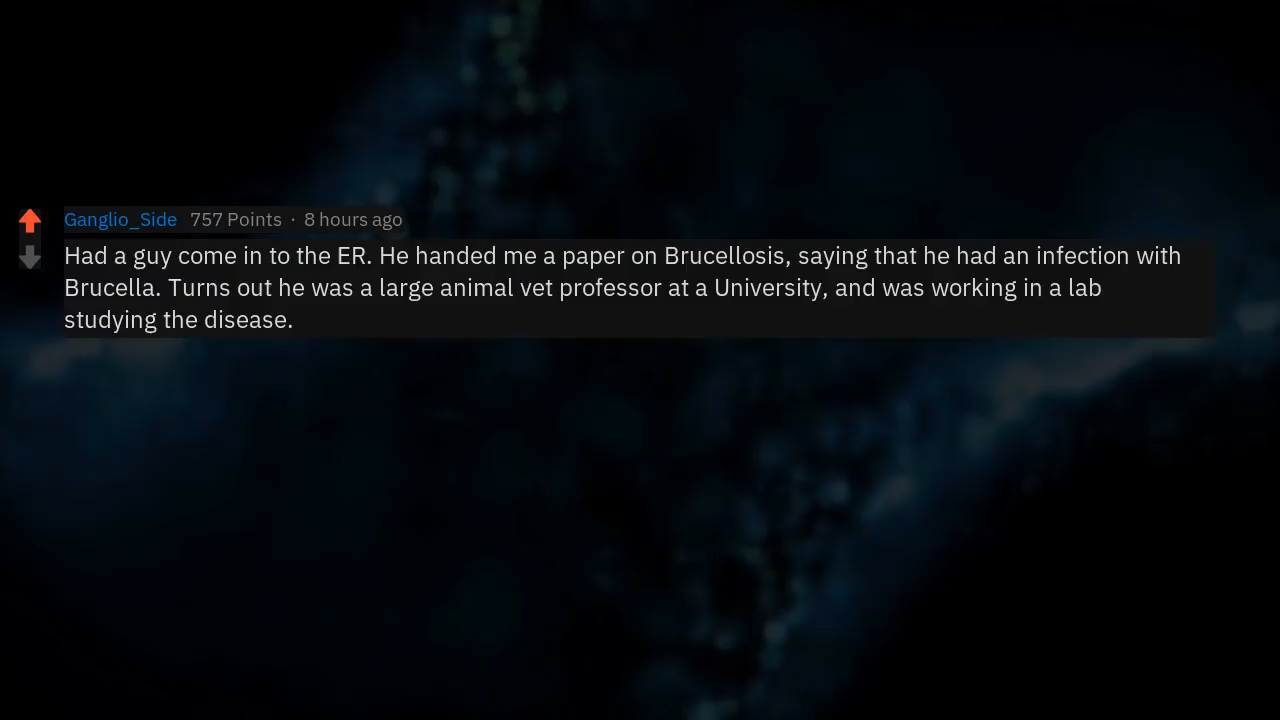 Ganglio_Side 757 Points · 8 hours ago
Had a guy come in to the ER. He handed me a paper on Brucellosis, saying that he had an infection with
Brucella. Turns out he was a large animal vet professor at a University, and was working in a lab
studying the disease.